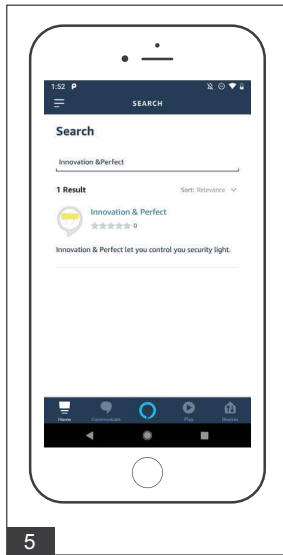 1:52 P
SEARCH
Search
Innovation &Perfect
1 Result
Sort: Relevance
Innovation & Perfect
0
Innovation & Perfect let you control you security light.
Home Communicate Play Devices
5